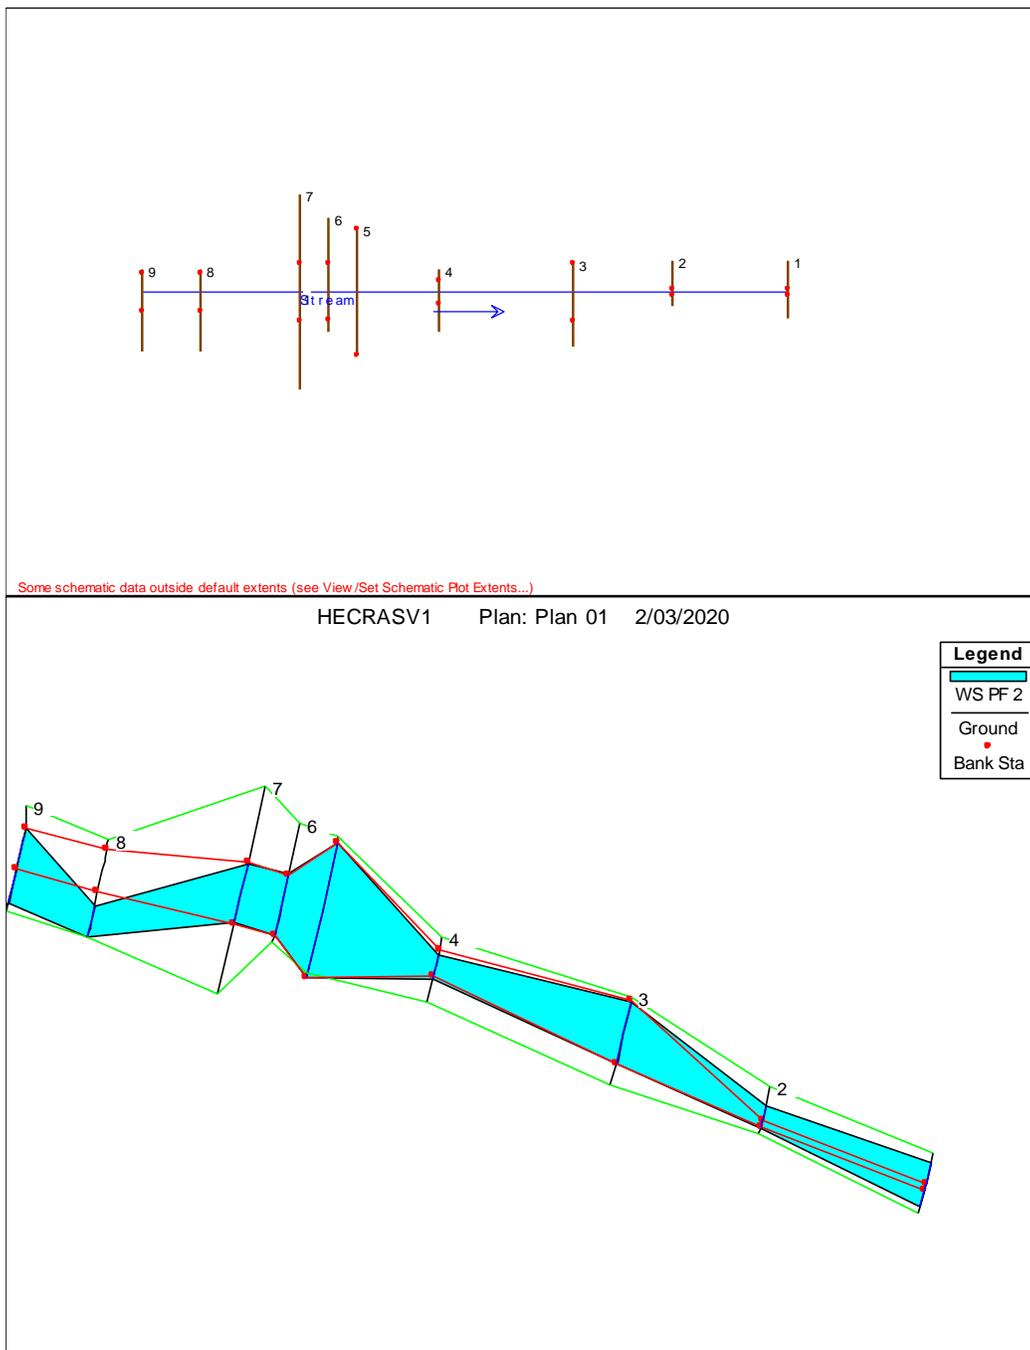 7
6
5
9
8
4
3
2
1
Stream
Some schematic data outside default extents (see View/Set Schematic Plot Extents...)
HECRASV1 Plan: Plan 01 2/03/2020
Legend
WS PF 2
Ground
Bank Sta
7
9
6
8
4
3
2